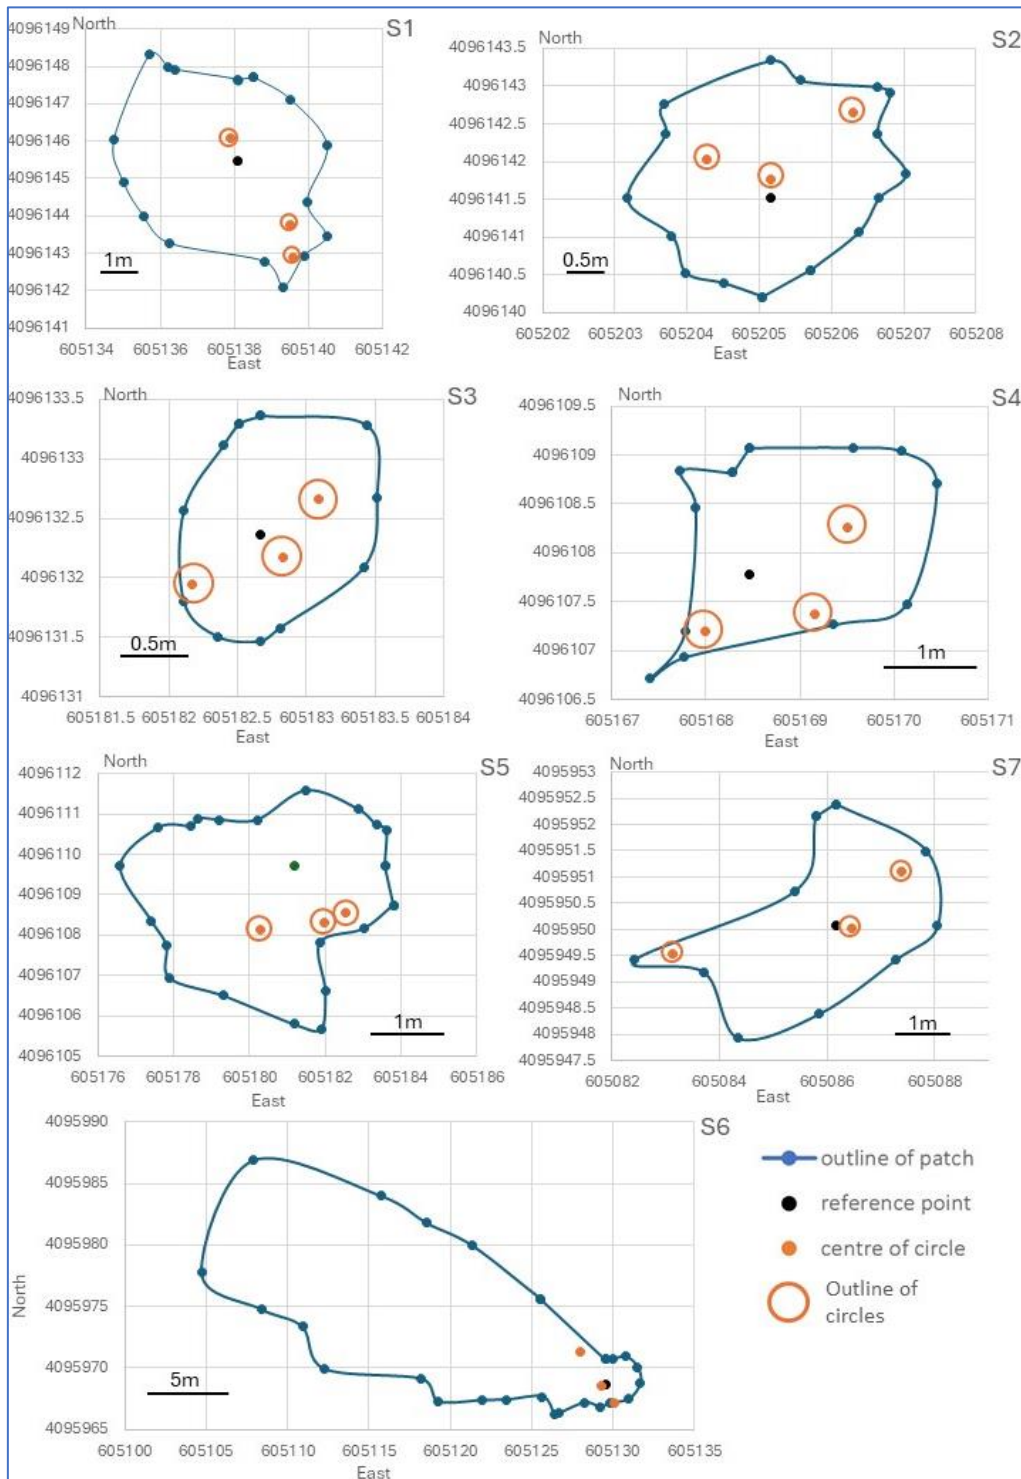 North
S1
4096149
4096148
4096147
4096146
4096145
4096144
4096143
4096142
4096141
1m
605134 605136 605138 605140 605142
East
North
S2
4096143.5
4096143
4096142.5
4096142
4096141.5
4096141
4096140.5
4096140
0.5m
605202 605203 605204 605205 605206 605207 605208
East
North
S3
4096133.5
4096133
4096132.5
4096132
4096131.5
4096131
0.5m
605181.5 605182 605182.5 605183 605183.5 605184
East
North
S4
4096109.5
4096109
4096108.5
4096108
4096107.5
4096107
4096106.5
1m
605167 605168 605169 605170 605171
East
North
S5
4096112
4096111
4096110
4096109
4096108
4096107
4096106
4096105
1m
605176 605178 605180 605182 605184 605186
East
North
S7
4095953
4095952.5
4095952
4095951.5
4095951
4095950.5
4095950
4095949.5
4095949
4095948.5
4095948
4095947.5
1m
605082 605084 605086 605088
East
S6
4095990
4095985
4095980
4095975
4095970
4095965
North
5m
605100 605105 605110 605115 605120 605125 605130 605135
East
outline of patch
reference point
centre of circle
Outline of
circles